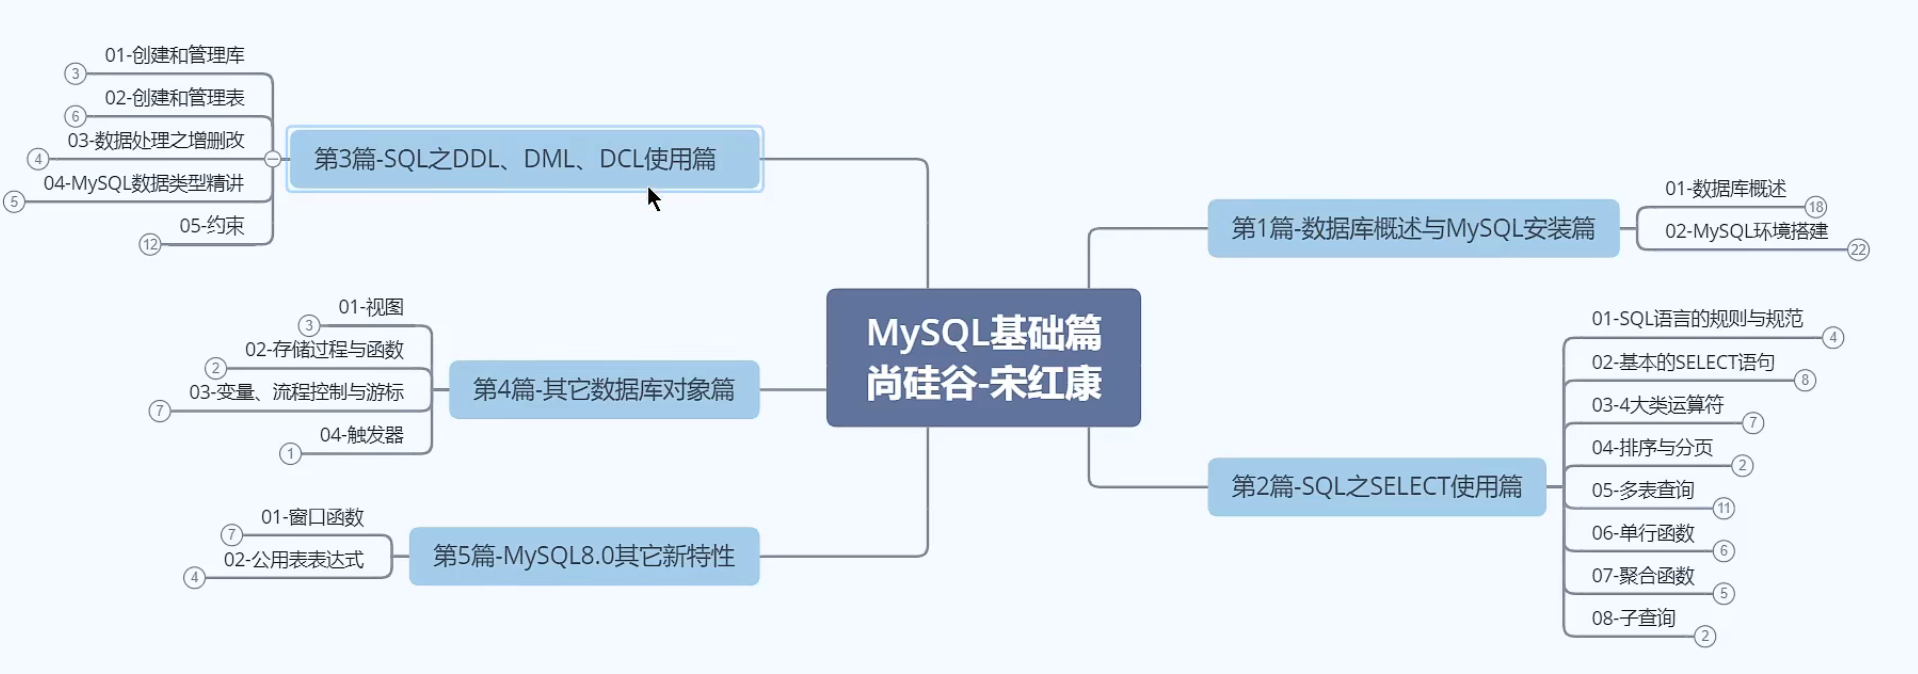 MySQL基础篇
尚硅谷-宋红康
第1篇-数据库概述与MySQL安装篇
01-数据库概述
18
02-MySQL环境搭建
22
第2篇-SQL之SELECT使用篇
01-SQL语言的规则与规范
4
02-基本的SELECT语句
8
03-4大类运算符
7
04-排序与分页
2
05-多表查询
11
06-单行函数
6
07-聚合函数
5
08-子查询
2
第3篇-SQL之DDL、DML、DCL使用篇
01-创建和管理库
3
02-创建和管理表
6
03-数据处理之增删改
4
04-MySQL数据类型精讲
5
05-约束
12
第4篇-其它数据库对象篇
01-视图
3
02-存储过程与函数
2
03-变量、流程控制与游标
7
04-触发器
1
第5篇-MySQL8.0其它新特性
01-窗口函数
7
02-公用表表达式
4